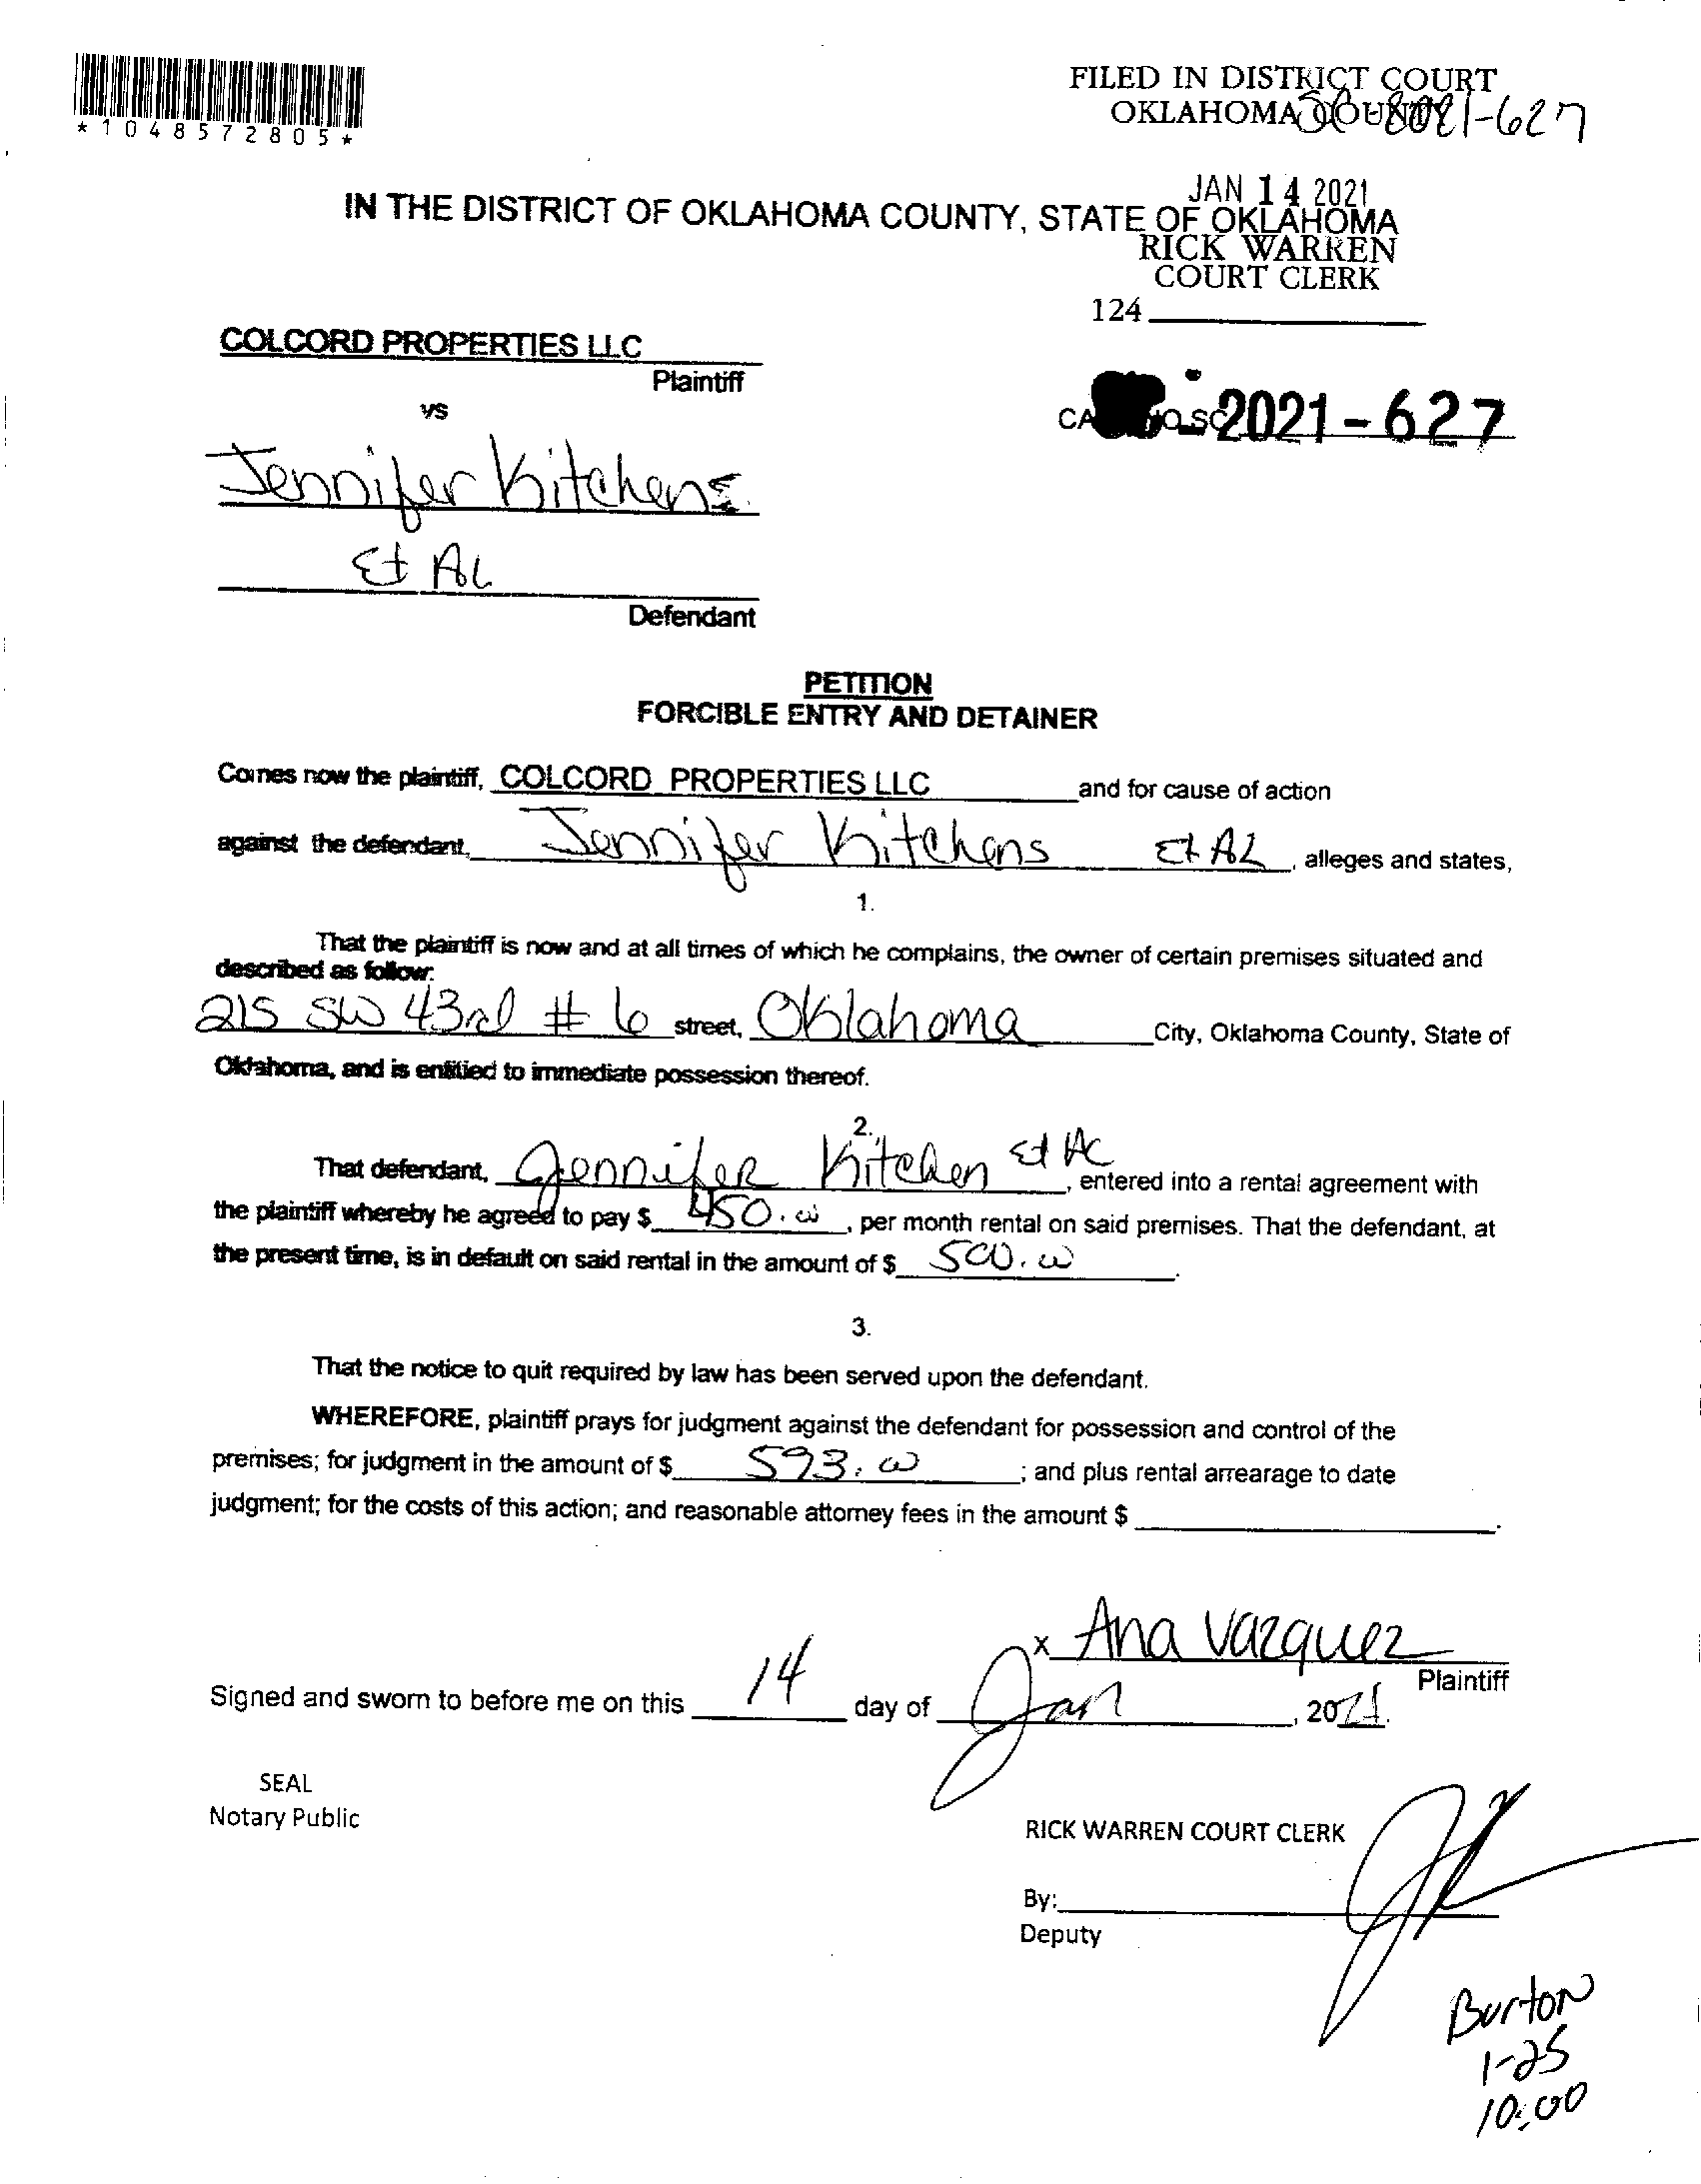 FILED IN DISTRICT COURT
OKLAHOMA COUNTY
SC-2021-627
*1048572805*
JAN 14 2021
IN THE DISTRICT OF OKLAHOMA COUNTY, STATE OF OKLAHOMA
RICK WARREN
COURT CLERK
124
COLCORD PROPERTIES LLC
Plaintiff
vs
2021-627
Jennifer Kitchens
Et AL
Defendant
PETITION
FORCIBLE ENTRY AND DETAINER
Comes now the plaintiff, COLCORD PROPERTIES LLC and for cause of action
against the defendant, Jennifer Kitchens Et AL, alleges and states,
1.
That the plaintiff is now and at all times of which he complains, the owner of certain premises situated and
described as follow:
215 SW 43rd # 6 street, Oklahoma City, Oklahoma County, State of
Oklahoma, and is entitled to immediate possession thereof.
2.
That defendant, Jennifer Kitchen Et AL, entered into a rental agreement with
the plaintiff whereby he agreed to pay $ 450.00, per month rental on said premises. That the defendant, at
the present time, is in default on said rental in the amount of $ 500.00.
3.
That the notice to quit required by law has been served upon the defendant.
WHEREFORE, plaintiff prays for judgment against the defendant for possession and control of the
premises; for judgment in the amount of $ 593.00; and plus rental arrearage to date
judgment; for the costs of this action; and reasonable attorney fees in the amount $
x Ana Vazquez
Plaintiff
Signed and sworn to before me on this 14 day of Jan, 2021.
SEAL
Notary Public
RICK WARREN COURT CLERK
By:
Deputy
Burton
1-25
10:00